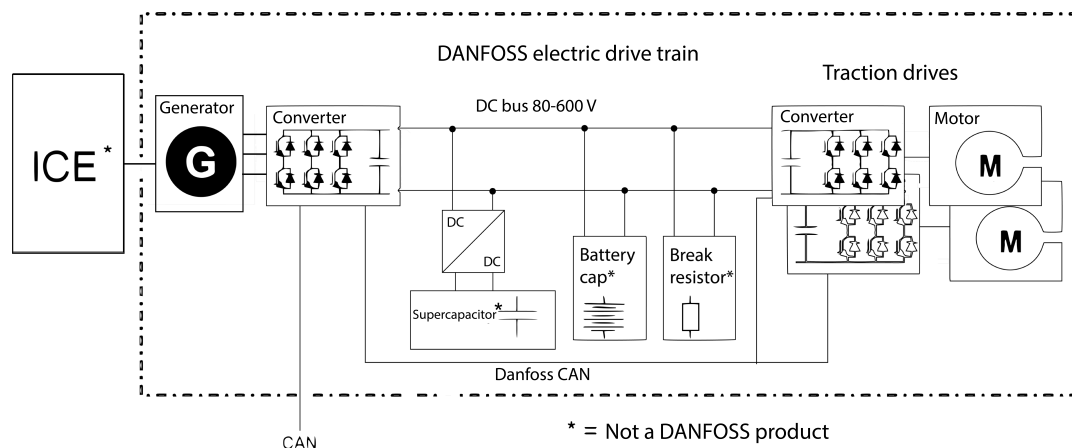 DANFOSS electric drive train
Traction drives
ICE*
Generator
G
Converter
DC bus 80-600 V
Converter
Motor
M
M
DC
DC
Battery
cap*
Break
resistor*
Supercapacitor*
Danfoss CAN
CAN
* = Not a DANFOSS product